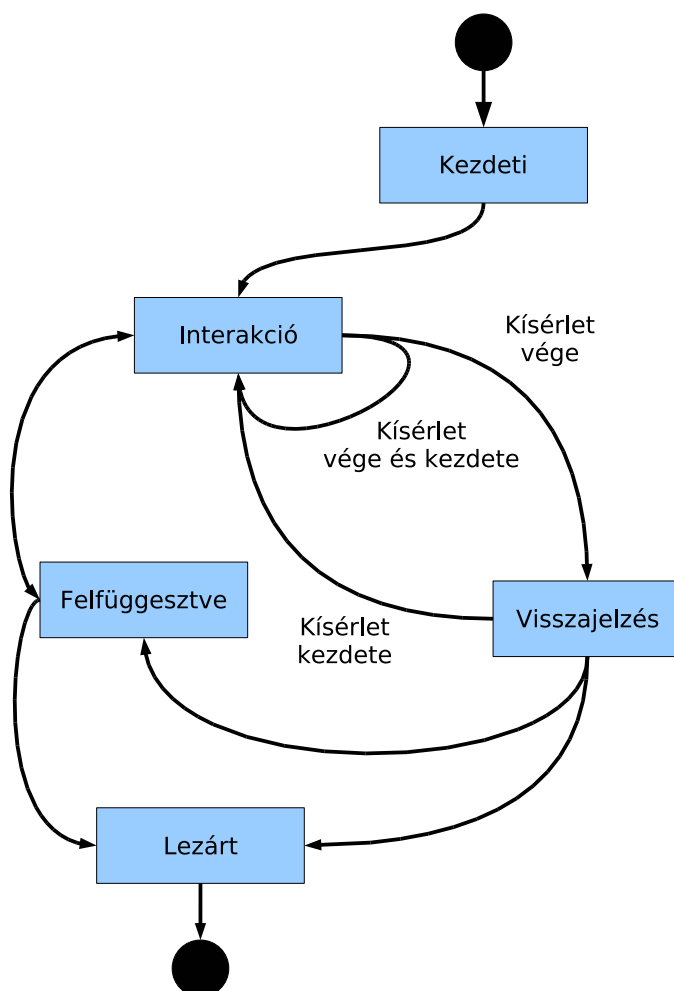 Kezdeti
Interakció
Kísérlet
vége
Kísérlet
vége és kezdete
Felfüggesztve
Visszajelzés
Kísérlet
kezdete
Lezárt